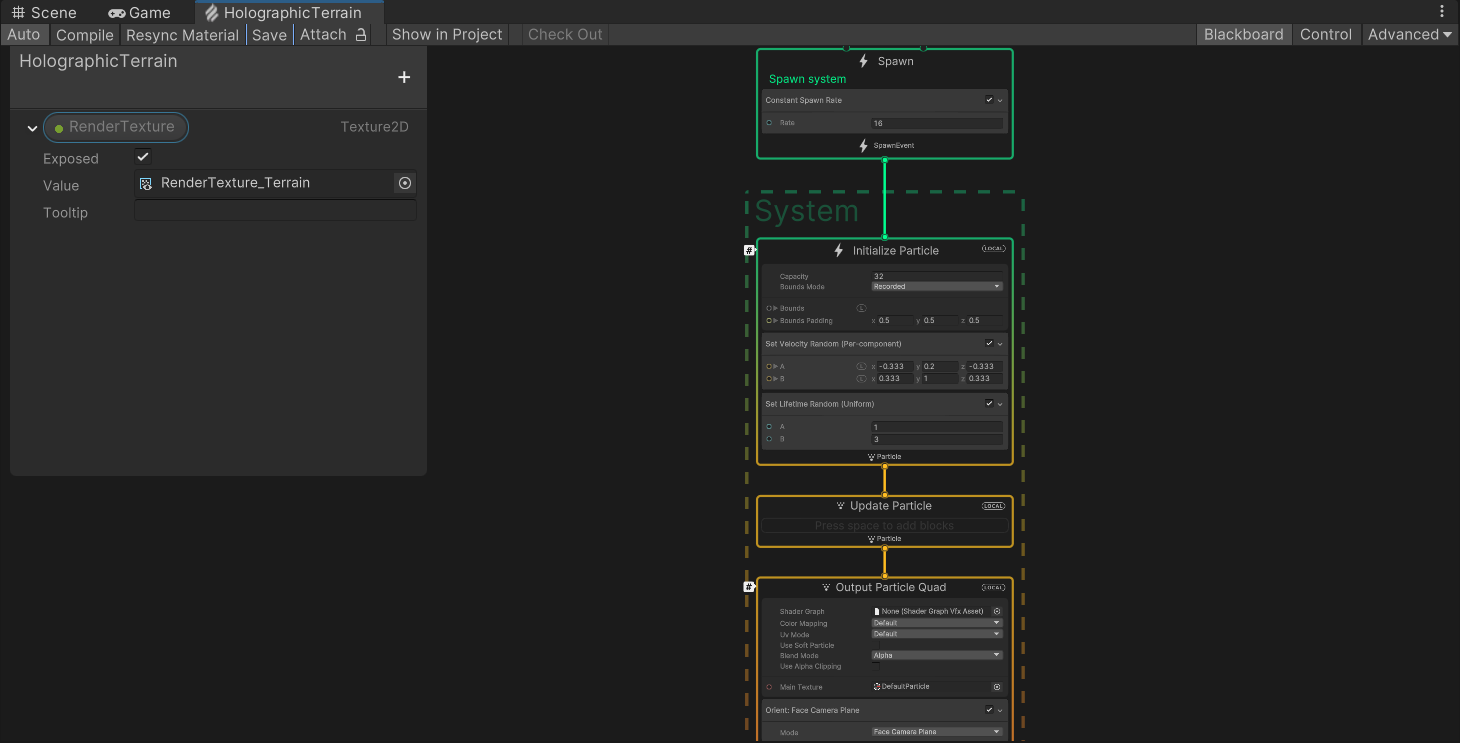 Scene Game HolographicTerrain
Auto Compile Resync Material Save Attach Show in Project Check Out Blackboard Control Advanced
HolographicTerrain
+
RenderTexture Texture2D
Exposed
Value RenderTexture_Terrain
Tooltip
Spawn
Spawn system
Constant Spawn Rate
Rate 16
SpawnEvent
System
# Initialize Particle LOCAL
Capacity 32
Bounds Mode Recorded
Bounds L
Bounds Padding x 0.5 y 0.5 z 0.5
Set Velocity Random (Per-component)
A L x -0.333 y 0.2 z -0.333
B L x 0.333 y 1 z 0.333
Set Lifetime Random (Uniform)
A 1
B 3
Particle
Update Particle LOCAL
Press space to add blocks
Particle
# Output Particle Quad LOCAL
Shader Graph None (Shader Graph Vfx Asset)
Color Mapping Default
Uv Mode Default
Use Soft Particle
Blend Mode Alpha
Use Alpha Clipping
Main Texture DefaultParticle
Orient: Face Camera Plane
Mode Face Camera Plane